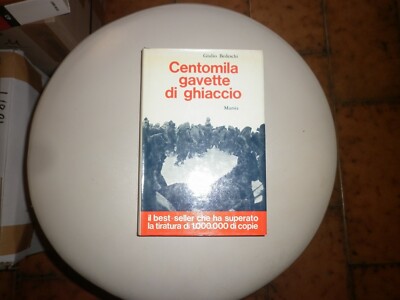 Giulio Bedeschi
Centomila
gavette
di ghiaccio
Mursia
il best-seller che ha superato
la tiratura di 1.000.000 di copie